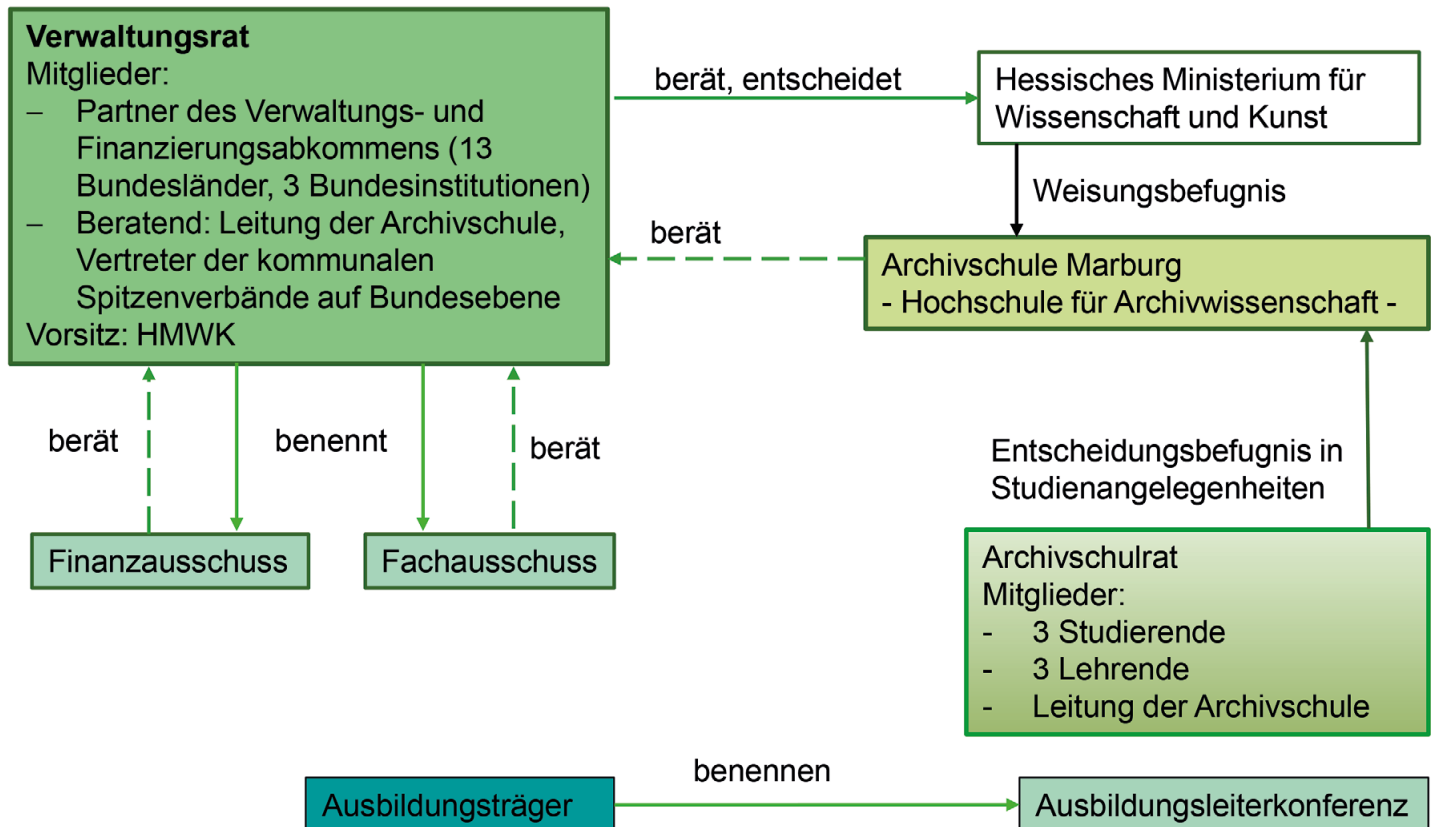 Verwaltungsrat
Mitglieder:
– Partner des Verwaltungs- und
Finanzierungsabkommens (13
Bundesländer, 3 Bundesinstitutionen)
– Beratend: Leitung der Archivschule,
Vertreter der kommunalen
Spitzenverbände auf Bundesebene
Vorsitz: HMWK
berät, entscheidet
Hessisches Ministerium für
Wissenschaft und Kunst
Weisungsbefugnis
berät
Archivschule Marburg
- Hochschule für Archivwissenschaft -
berät
benennt
berät
Finanzausschuss
Fachausschuss
Entscheidungsbefugnis in
Studienangelegenheiten
Archivschulrat
Mitglieder:
- 3 Studierende
- 3 Lehrende
- Leitung der Archivschule
Ausbildungsträger
benennen
Ausbildungsleiterkonferenz